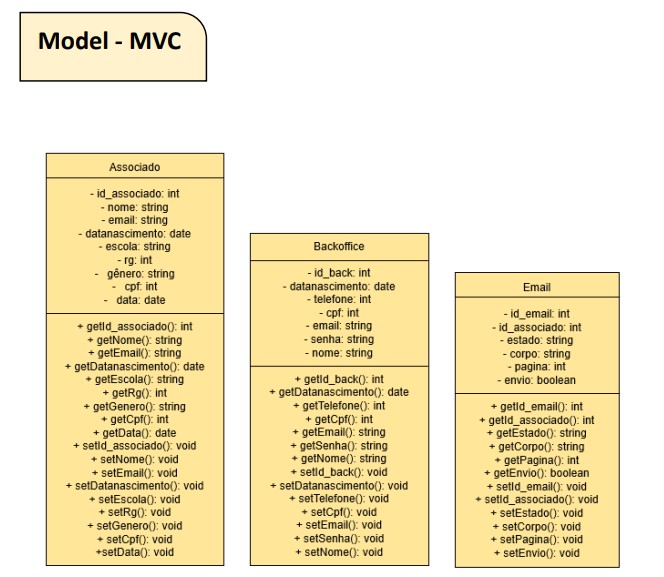 Model - MVC
Associado
- id_associado: int
- nome: string
- email: string
- datanascimento: date
- escola: string
- rg: int
- gênero: string
- cpf: int
- data: date
+ getId_associado(): int
+ getNome(): string
+ getEmail(): string
+ getDatanascimento(): date
+ getEscola(): string
+ getRg(): int
+ getGenero(): string
+ getCpf(): int
+ getData(): date
+ setId_associado(): void
+ setNome(): void
+ setEmail(): void
+ setDatanascimento(): void
+ setEscola(): void
+ setRg(): void
+ setGenero(): void
+ setCpf(): void
+setData(): void
Backoffice
- id_back: int
- datanascimento: date
- telefone: int
- cpf: int
- email: string
- senha: string
- nome: string
+ getId_back(): int
+ getDatanascimento(): date
+ getTelefone(): int
+ getCpf(): int
+ getEmail(): string
+ getSenha(): string
+ getNome(): string
+ setId_back(): void
+ setDatanascimento(): void
+ setTelefone(): void
+ setCpf(): void
+ setEmail(): void
+ setSenha(): void
+ setNome(): void
Email
- id_email: int
- id_associado: int
- estado: string
- corpo: string
- pagina: int
- envio: boolean
+ getId_email(): int
+ getId_associado(): int
+ getEstado(): string
+ getCorpo(): string
+ getPagina(): int
+ getEnvio(): boolean
+ setId_email(): void
+ setId_associado(): void
+ setEstado(): void
+ setCorpo(): void
+ setPagina(): void
+ setEnvio(): void